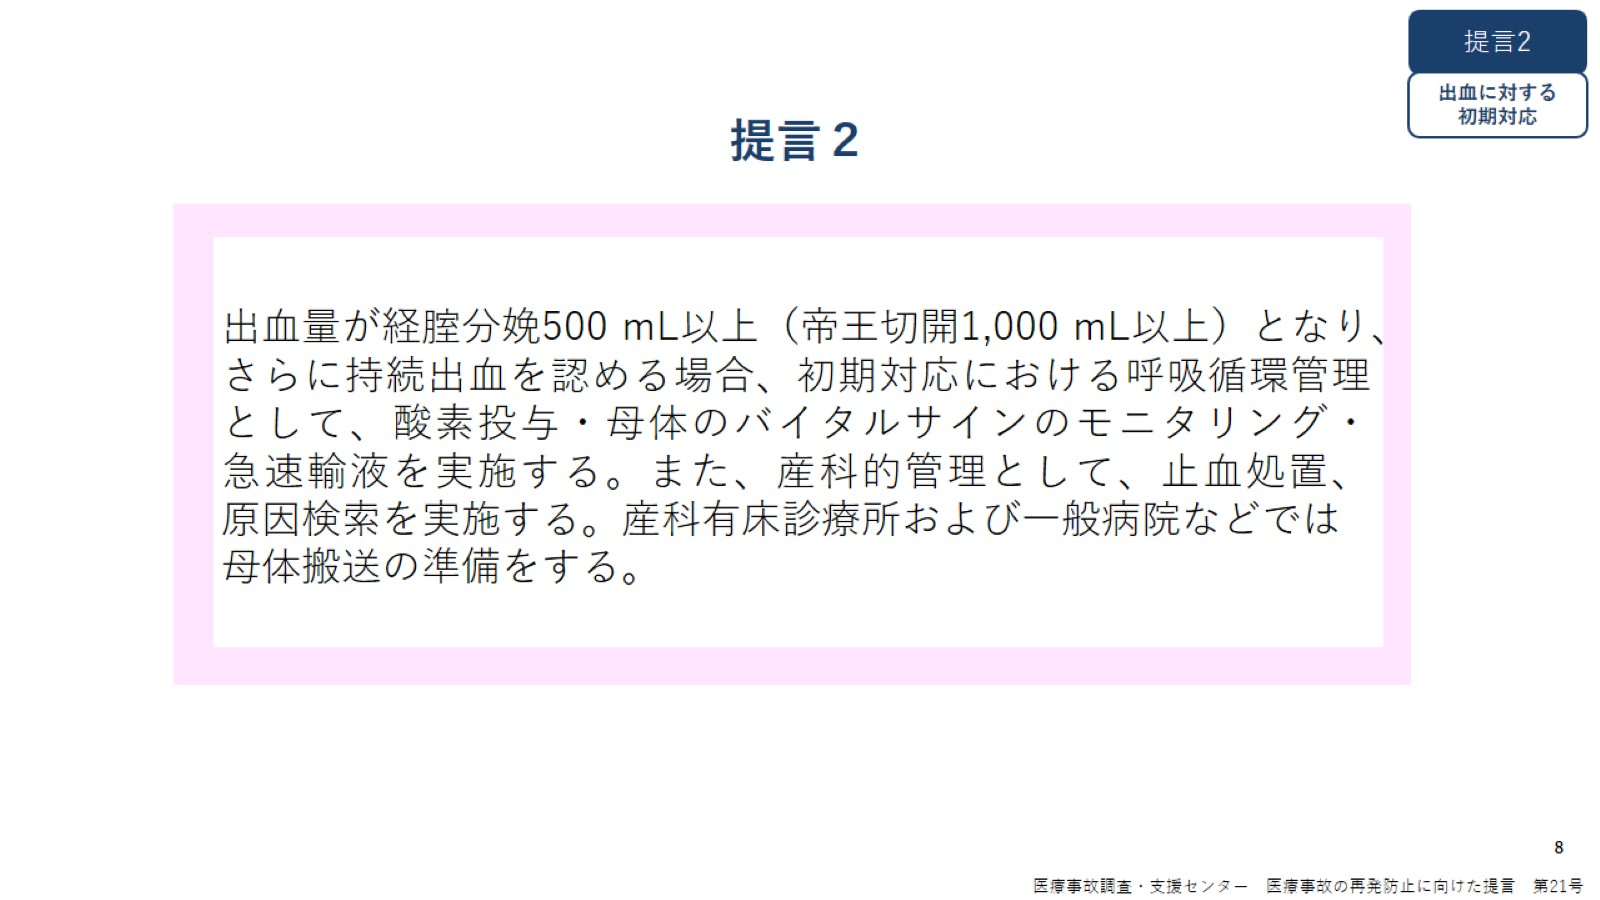 提言2
出血に対する
初期対応
提言２
出血量が経腟分娩500 mL以上（帝王切開1,000 mL以上）となり、
さらに持続出血を認める場合、初期対応における呼吸循環管理
として、酸素投与・母体のバイタルサインのモニタリング・
急速輸液を実施する。また、産科的管理として、止血処置、
原因検索を実施する。産科有床診療所および一般病院などでは
母体搬送の準備をする。
8
医療事故調査・支援センター　医療事故の再発防止に向けた提言　第21号